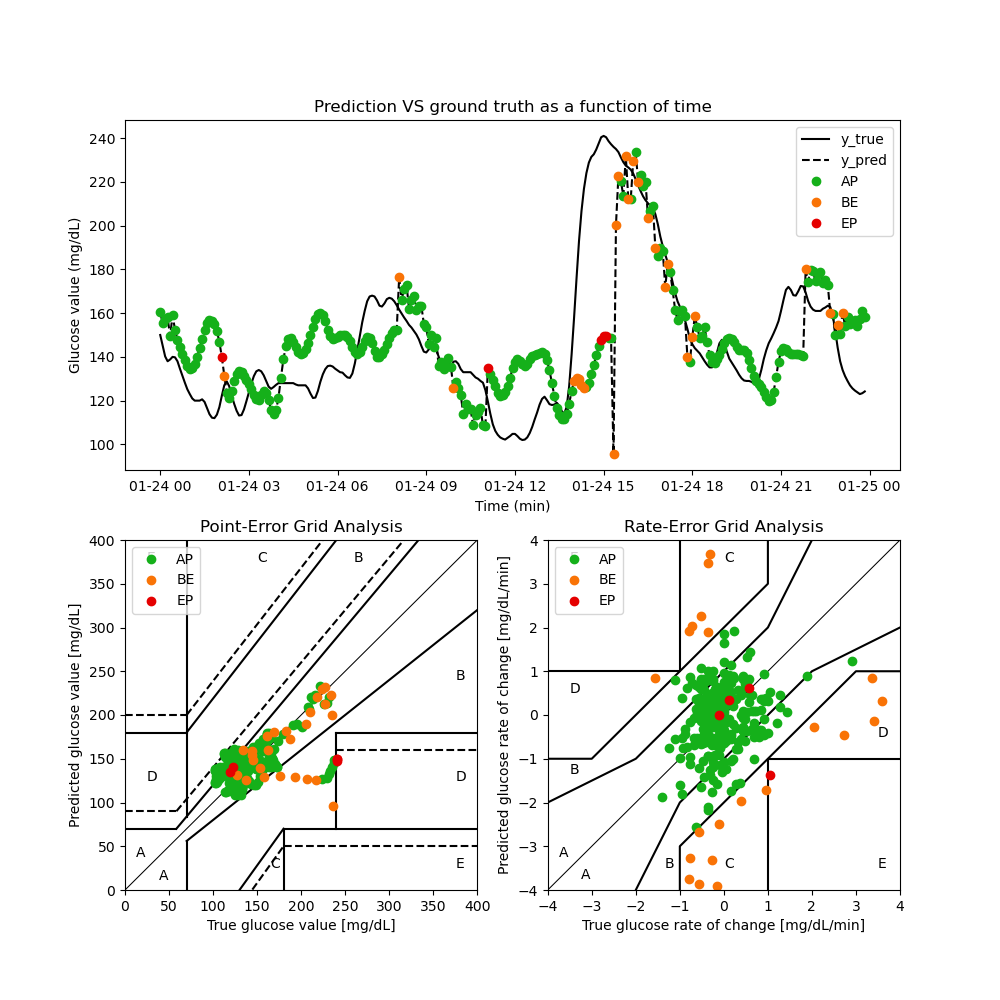 Prediction VS ground truth as a function of time
Glucose value (mg/dL)
240
220
200
180
160
140
120
100
y_true
y_pred
AP
BE
EP
01-24 00 01-24 03 01-24 06 01-24 09 01-24 12 01-24 15 01-24 18 01-24 21 01-25 00
Time (min)
Point-Error Grid Analysis
Predicted glucose value [mg/dL]
400
350
300
250
200
150
100
50
0
AP
BE
EP
C
B
B
D
D
A
A
C
E
0 50 100 150 200 250 300 350 400
True glucose value [mg/dL]
Rate-Error Grid Analysis
Predicted glucose rate of change [mg/dL/min]
4
3
2
1
0
−1
−2
−3
−4
AP
BE
EP
C
D
D
B
A
A
B
C
E
−4 −3 −2 −1 0 1 2 3 4
True glucose rate of change [mg/dL/min]